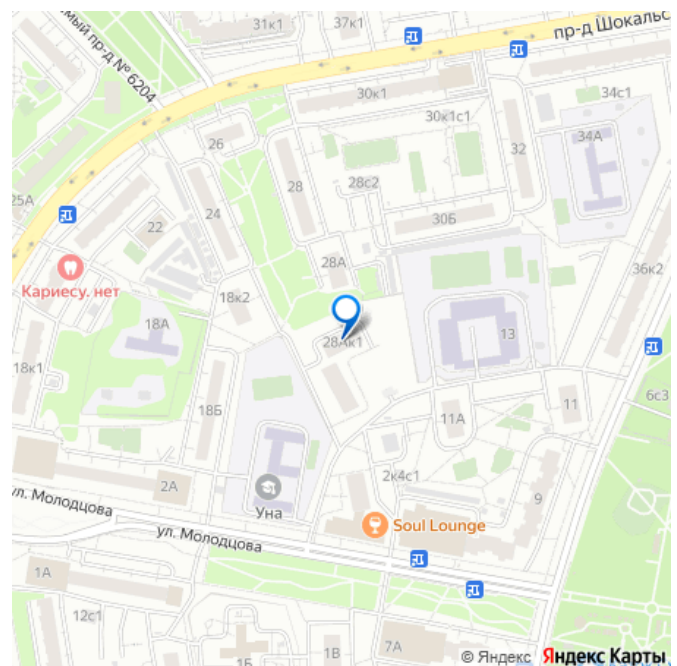 31к1
37к1
пр-д Шокальс
мый пр-д № 6204
30к1
34с1
30к1с1
34А
26
32
28
28с2
25А
24
22
30Б
28А
36к2
Кариесу. нет
18к2
18А
13
28Ак1
18к1
6с3
18Б
11А
11
2к4с1
2А
9
Уна
ул. Молодцова
Soul Lounge
ул. Молодцова
1А
12с1
1Б
1В
7А
© Яндекс Яндекс Карты